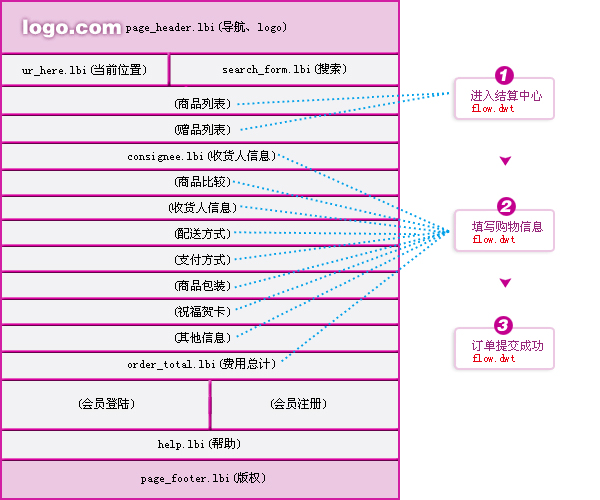 logo.com page_header.lbi(导航、logo)
ur_here.lbi(当前位置) search_form.lbi(搜索)
(商品列表)
(赠品列表)
consignee.lbi(收货人信息)
(商品比较)
(收货人信息)
(配送方式)
(支付方式)
(商品包装)
(祝福贺卡)
(其他信息)
order_total.lbi(费用总计)
(会员登陆) (会员注册)
help.lbi(帮助)
page_footer.lbi(版权)
1
进入结算中心
flow.dwt
2
填写购物信息
flow.dwt
3
订单提交成功
flow.dwt